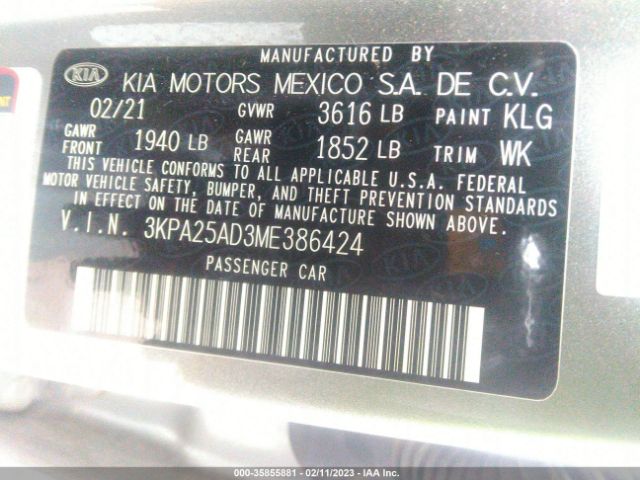 MANUFACTURED BY
KIA KIA MOTORS MEXICO S.A. DE C.V.
02/21 GVWR 3616 LB PAINT KLG
GAWR FRONT 1940 LB GAWR REAR 1852 LB TRIM WK
THIS VEHICLE CONFORMS TO ALL APPLICABLE U.S.A. FEDERAL
MOTOR VEHICLE SAFETY, BUMPER, AND THEFT PREVENTION STANDARDS
IN EFFECT ON THE DATE OF MANUFACTURE SHOWN ABOVE.
V.I.N. 3KPA25AD3ME386424
PASSENGER CAR
000-35855881 - 02/11/2023 - IAA Inc.